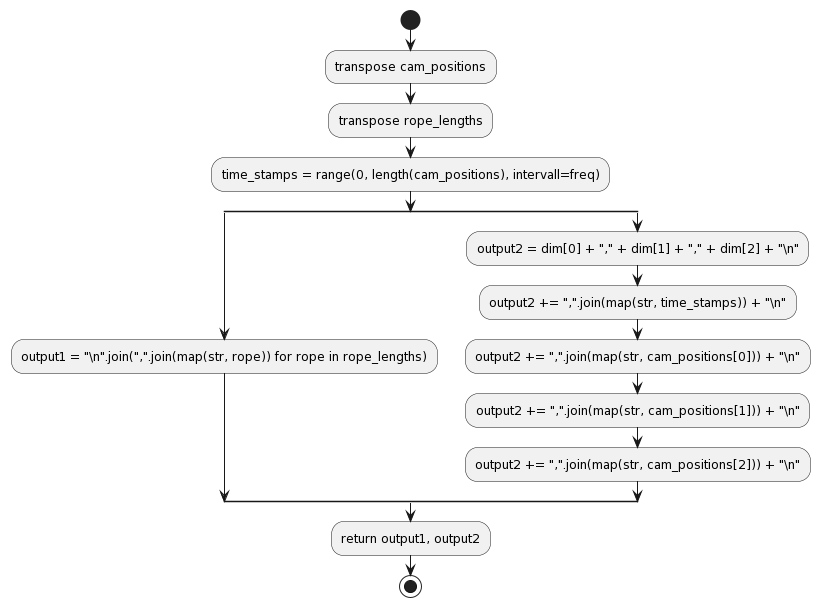 transpose cam_positions
transpose rope_lengths
time_stamps = range(0, length(cam_positions), intervall=freq)
output1 = "\n".join(",".join(map(str, rope)) for rope in rope_lengths)
output2 = dim[0] + "," + dim[1] + "," + dim[2] + "\n"
output2 += ",".join(map(str, time_stamps)) + "\n"
output2 += ",".join(map(str, cam_positions[0])) + "\n"
output2 += ",".join(map(str, cam_positions[1])) + "\n"
output2 += ",".join(map(str, cam_positions[2])) + "\n"
return output1, output2